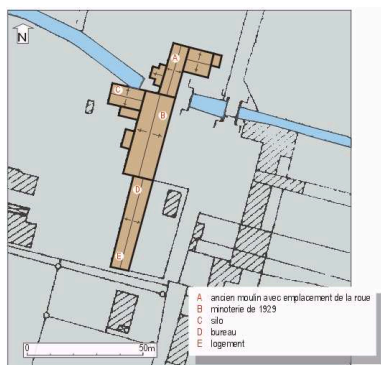 N
A
C
B
D
E
A ancien moulin avec emplacement de la roue
B minoterie de 1929
C silo
D bureau
E logement
0 50m